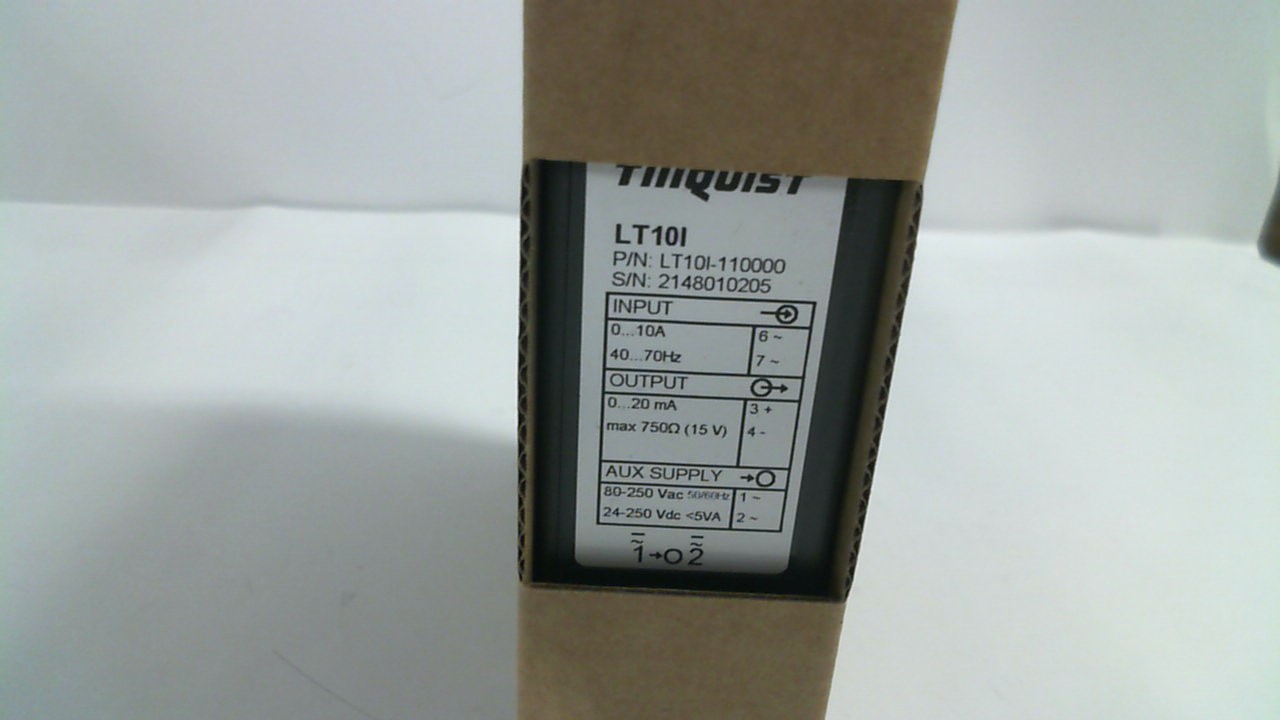 TillQUIST
LT10I
P/N: LT10I-110000
S/N: 2148010205
INPUT
0...10A 6 ~
40...70Hz 7 ~
OUTPUT
0...20 mA 3 +
max 750Ω (15 V) 4 -
AUX SUPPLY
80-250 Vac 50/60Hz 1 ~
24-250 Vdc <5VA 2 ~
1 2